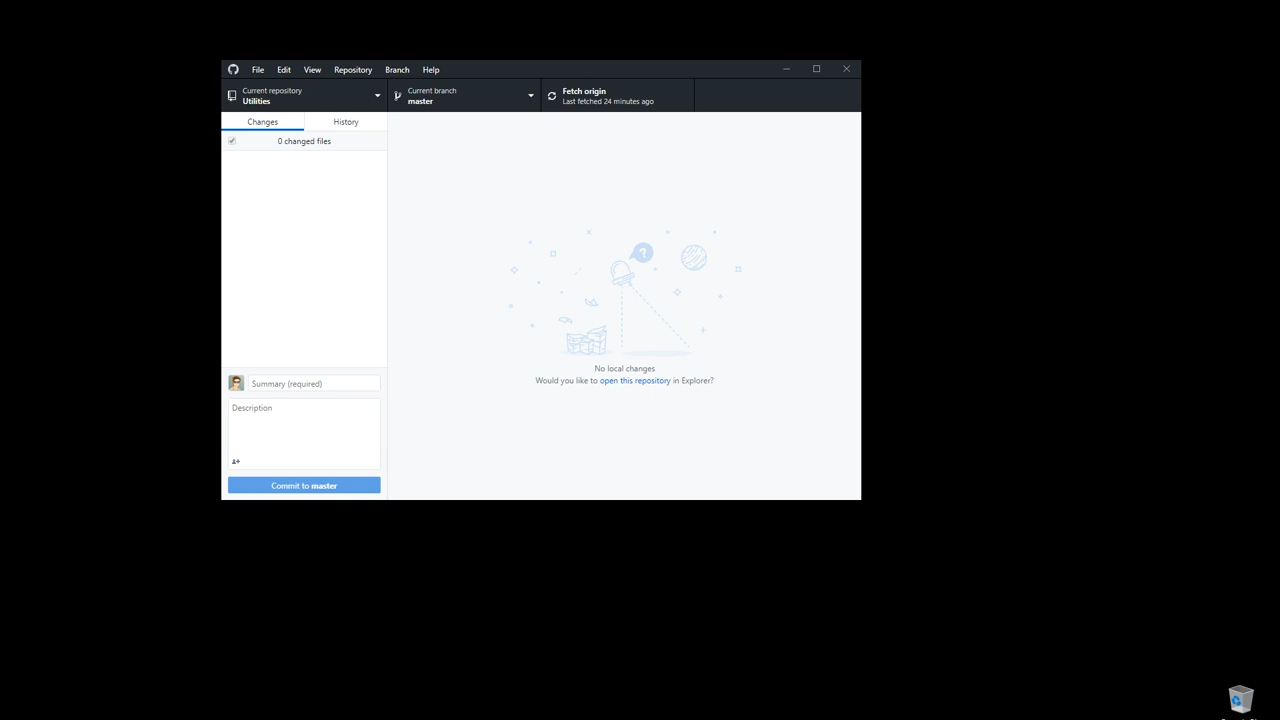 File Edit View Repository Branch Help
Current repository
Utilities
Current branch
master
Fetch origin
Last fetched 24 minutes ago
Changes
History
0 changed files
?
No local changes
Would you like to open this repository in Explorer?
Summary (required)
Description
Commit to master